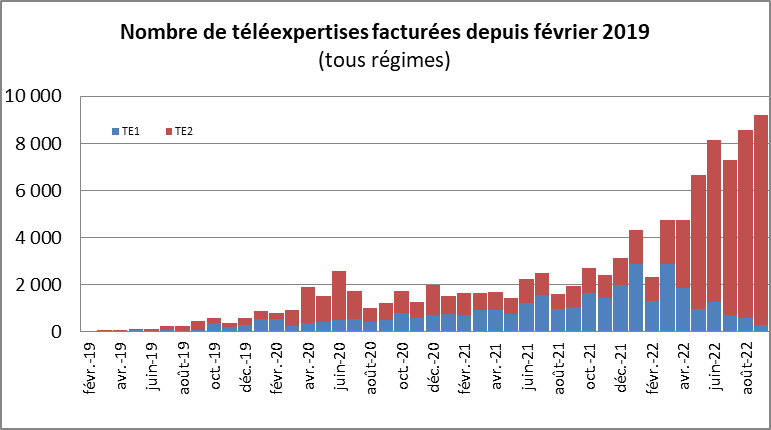 Nombre de téléexpertises facturées depuis février 2019
(tous régimes)
10 000
8 000
6 000
4 000
2 000
0
TE1 TE2
févr.-19
avr.-19
juin-19
août-19
oct.-19
déc.-19
févr.-20
avr.-20
juin-20
août-20
oct.-20
déc.-20
févr.-21
avr.-21
juin-21
août-21
oct.-21
déc.-21
févr.-22
avr.-22
juin-22
août-22